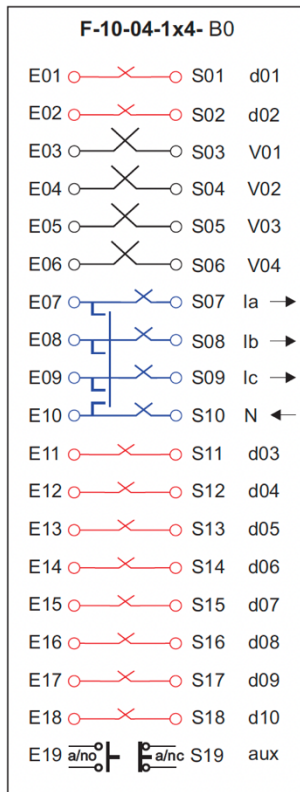 F-10-04-1x4- B0
E01 S01 d01
E02 S02 d02
E03 S03 V01
E04 S04 V02
E05 S05 V03
E06 S06 V04
E07 S07 Ia
E08 S08 Ib
E09 S09 Ic
E10 S10 N
E11 S11 d03
E12 S12 d04
E13 S13 d05
E14 S14 d06
E15 S15 d07
E16 S16 d08
E17 S17 d09
E18 S18 d10
E19 a/no a/nc S19 aux